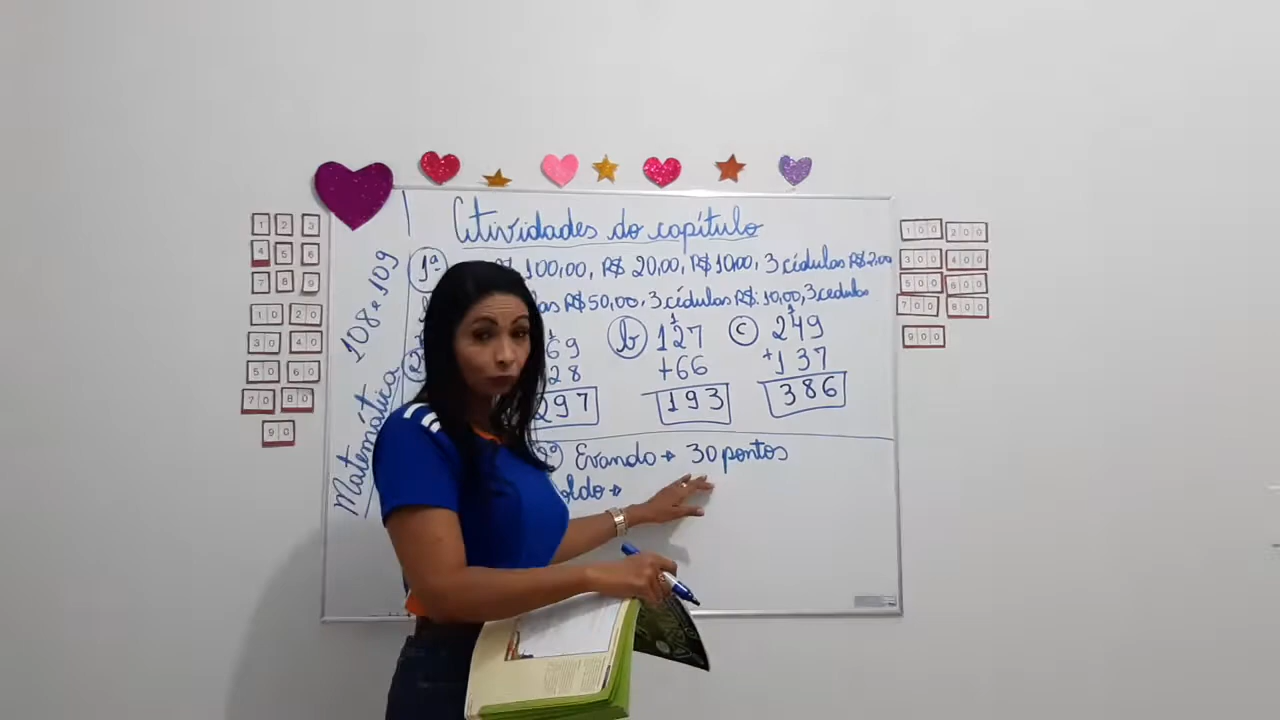 Atividades do capítulo
1ª 100,00, R$ 20,00, R$10,00, 3 cédulas R$2,00
R$50,00, 3 cédulas R$: 10,00, 3 cedulas
69
28
297
b 127
+66
193
c 249
+137
386
Evando → 30 pontos
Matemática 108 e 109
1 2 3
4 5 6
7 8 9
10 20
30 40
50 60
70 80
90
100 200
300 400
500 600
700 800
900